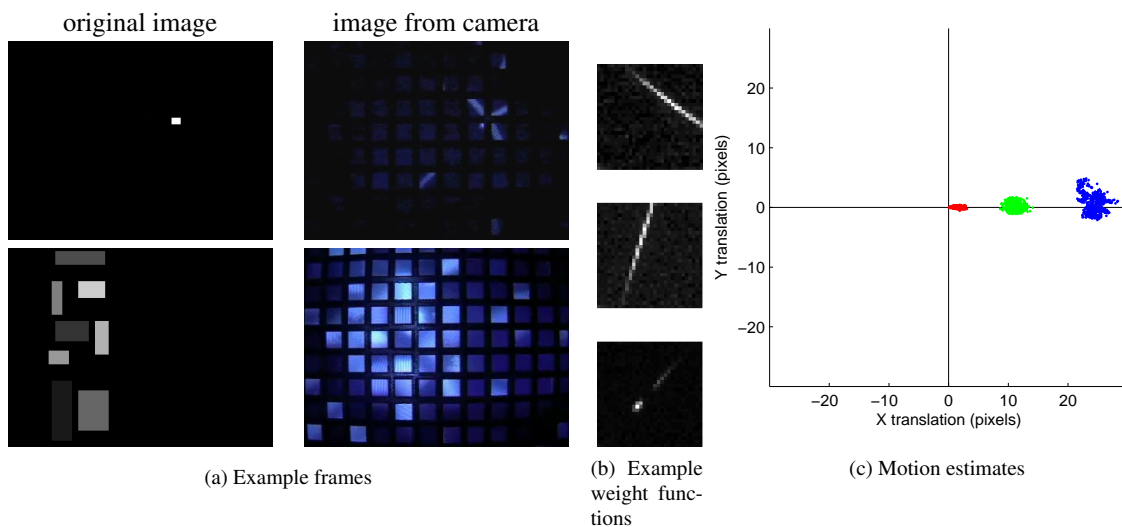 original image
image from camera
(a) Example frames
(b) Example
weight func-
tions
20
10
0
−10
−20
−20
−10
0
10
20
Y translation (pixels)
X translation (pixels)
(c) Motion estimates